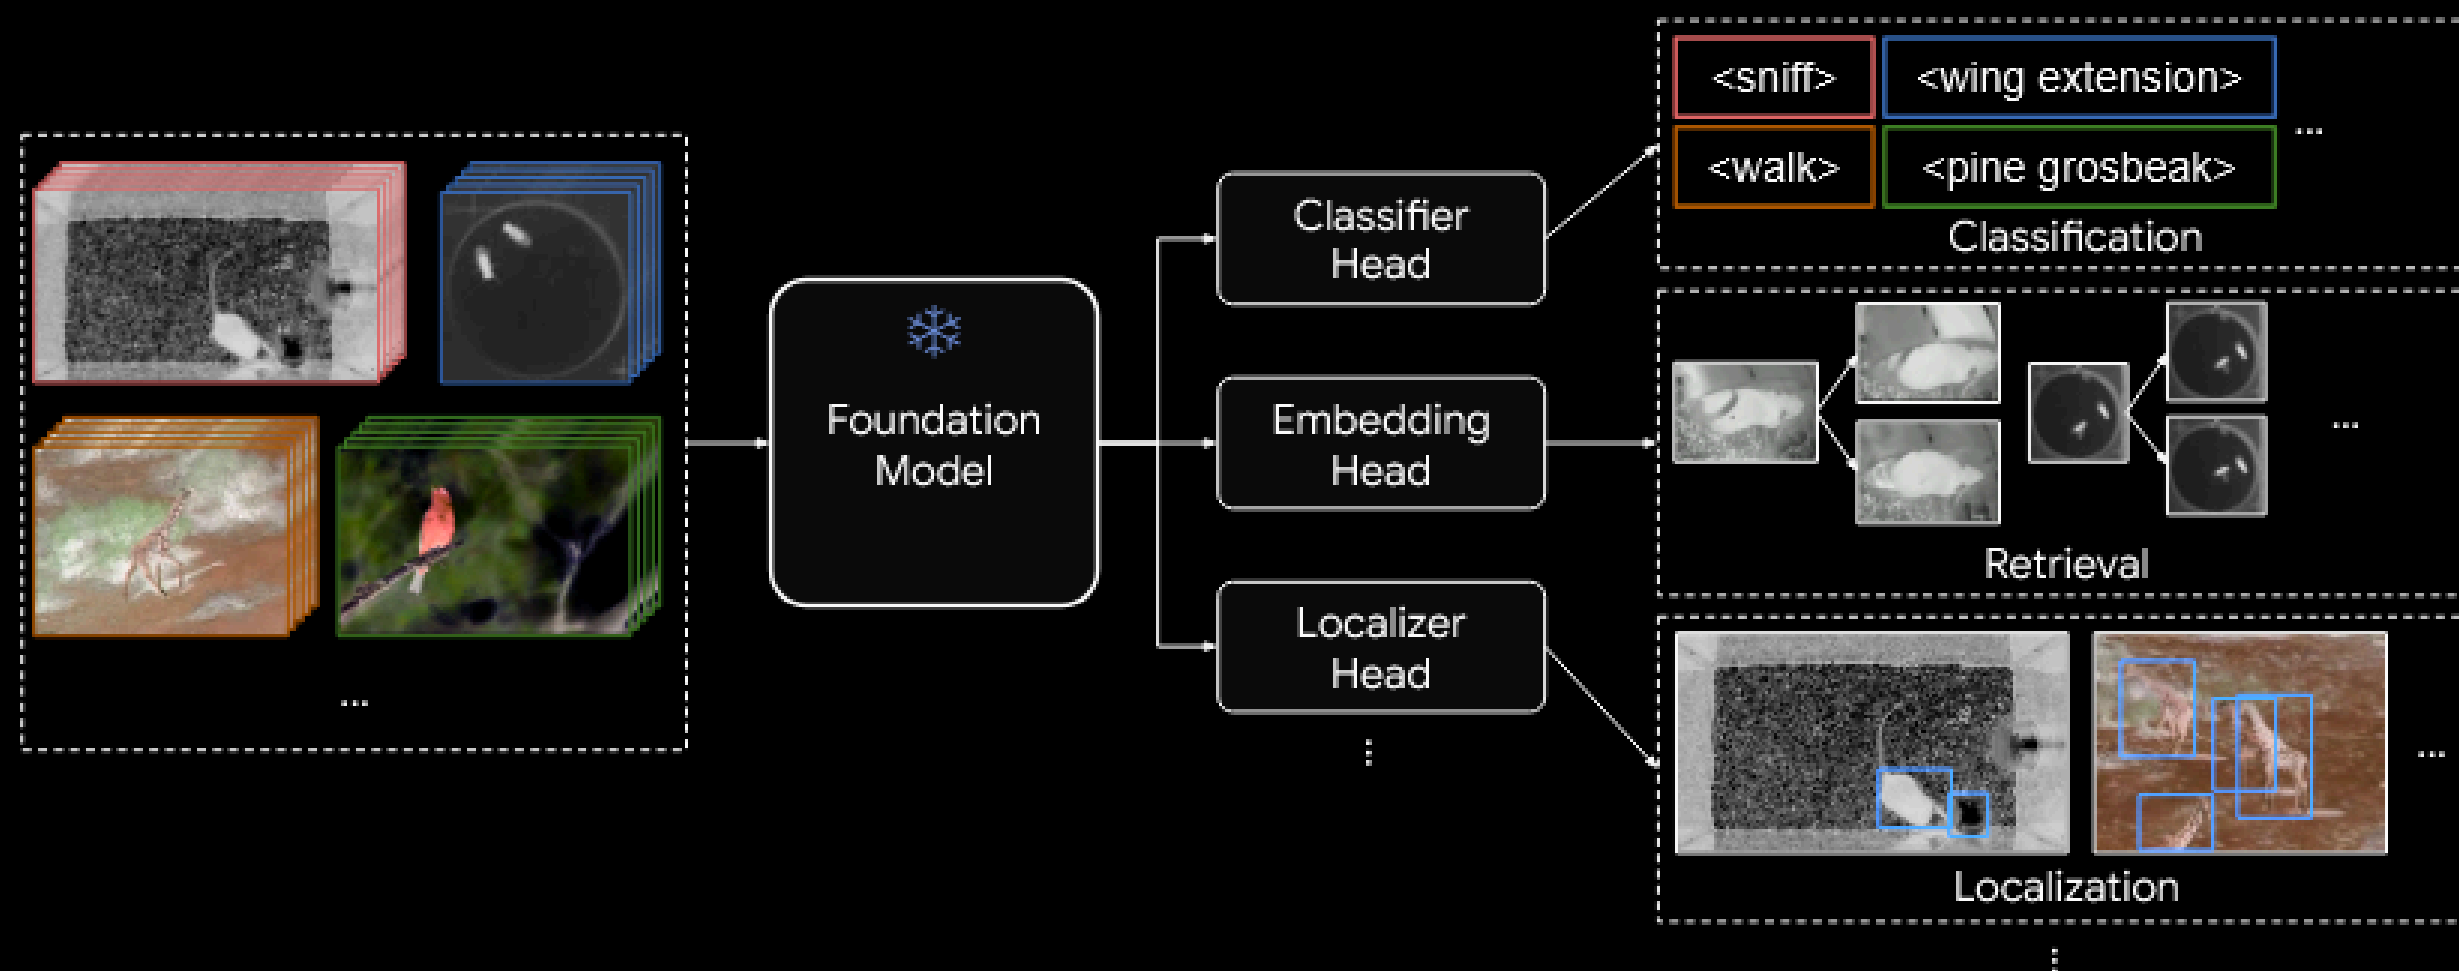 <sniff>
<wing extension>
<walk>
<pine grosbeak>
...
Classification
Classifier
Head
Foundation
Model
Embedding
Head
...
Retrieval
Localizer
Head
...
...
Localization